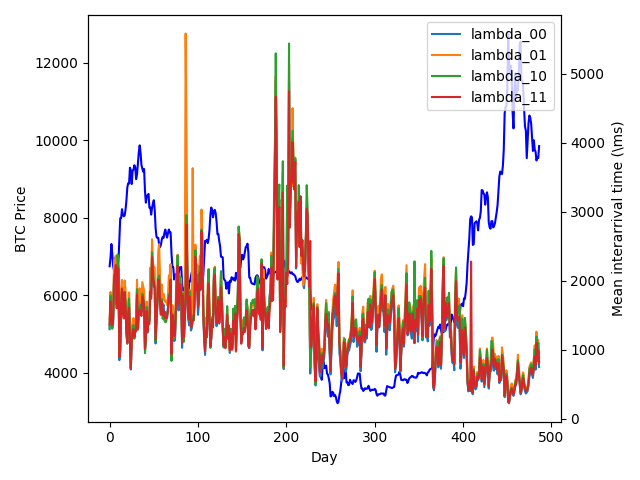 lambda_00
lambda_01
lambda_10
lambda_11
12000
10000
8000
6000
4000
BTC Price
5000
4000
3000
2000
1000
0
Mean interarrival time (\ms)
0 100 200 300 400 500
Day